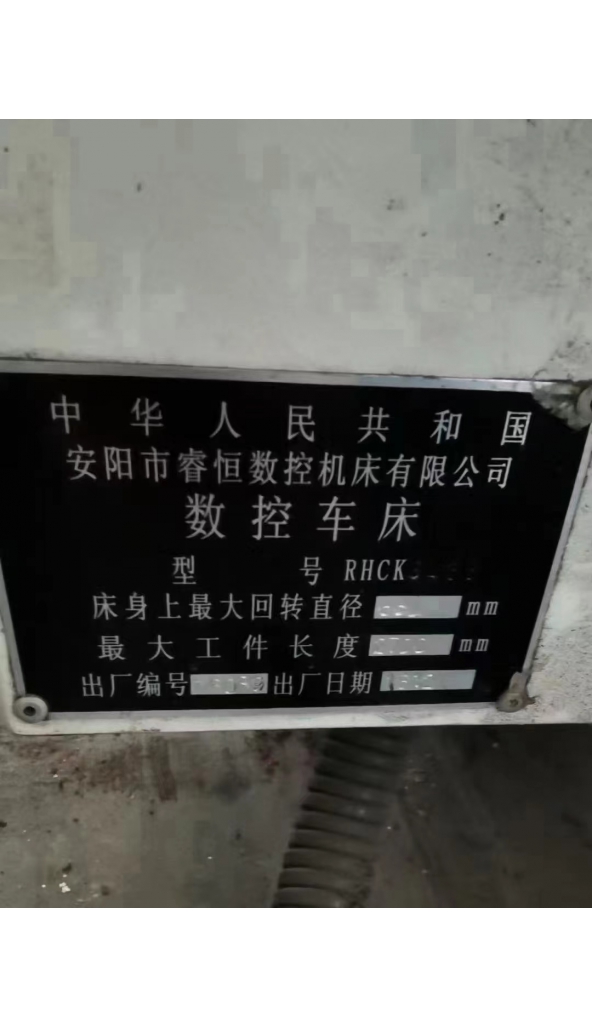 中华人民共和国
安阳市睿恒数控机床有限公司
数控车床
型 号 RHCK
床身上最大回转直径 mm
最大工件长度 mm
出厂编号 出厂日期